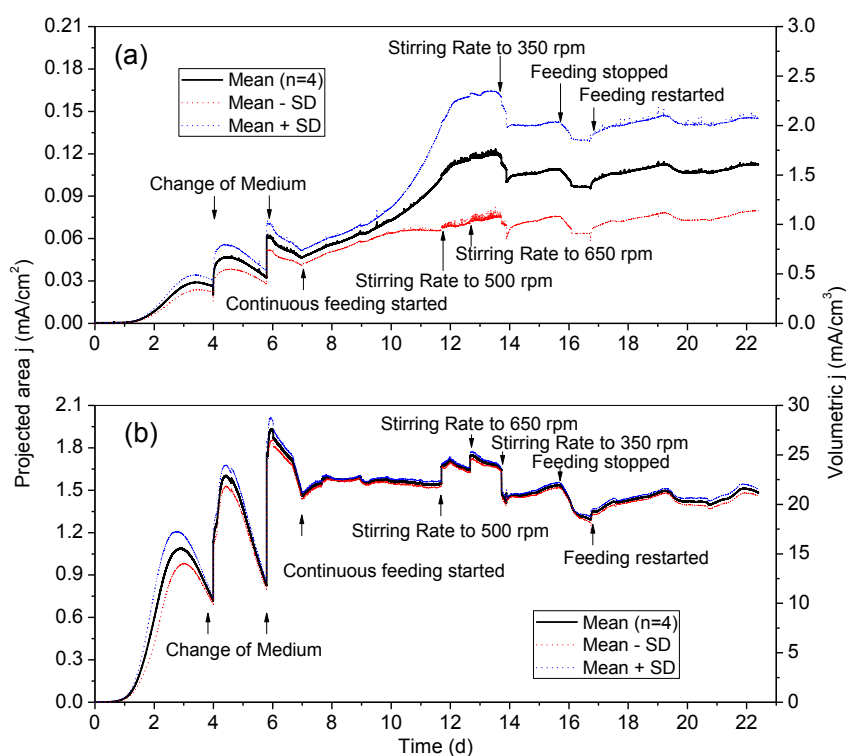 (a)
Mean (n=4)
Mean - SD
Mean + SD
Stirring Rate to 350 rpm
Feeding stopped
Feeding restarted
Change of Medium
Stirring Rate to 650 rpm
Stirring Rate to 500 rpm
Continuous feeding started
0.21
0.18
0.15
0.12
0.09
0.06
0.03
0.00
3.0
2.5
2.0
1.5
1.0
0.5
0.0
0 2 4 6 8 10 12 14 16 18 20 22
Projected area j (mA/cm²)
Volumetric j (mA/cm³)
(b)
Stirring Rate to 650 rpm
Stirring Rate to 350 rpm
Feeding stopped
Stirring Rate to 500 rpm
Continuous feeding started
Feeding restarted
Change of Medium
Mean (n=4)
Mean - SD
Mean + SD
2.1
1.8
1.5
1.2
0.9
0.6
0.3
0.0
30
25
20
15
10
5
0
0 2 4 6 8 10 12 14 16 18 20 22
Time (d)